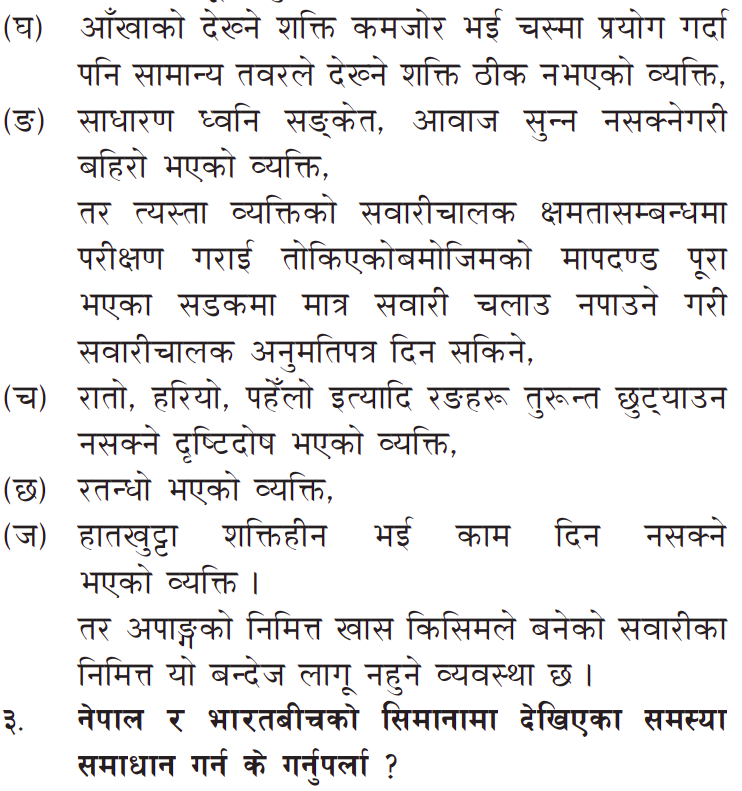 (घ) आँखाको देख्ने शक्ति कमजोर भई चस्मा प्रयोग गर्दा
पनि सामान्य तवरले देख्ने शक्ति ठीक नभएको व्यक्ति,
(ङ) साधारण ध्वनि सङ्केत, आवाज सुन्न नसक्नेगरी
बहिरो भएको व्यक्ति,
तर त्यस्ता व्यक्तिको सवारीचालक क्षमतासम्बन्धमा
परीक्षण गराई तोकिएकोबमोजिमको मापदण्ड पूरा
भएका सडकमा मात्र सवारी चलाउ नपाउने गरी
सवारीचालक अनुमतिपत्र दिन सकिने,
(च) रातो, हरियो, पहेँलो इत्यादि रङहरू तुरून्त छुट्‍याउन
नसक्ने दृष्टिदोष भएको व्यक्ति,
(छ) रतन्धो भएको व्यक्ति,
(ज) हातखुट्टा शक्तिहीन भई काम दिन नसक्ने
भएको व्यक्ति ।
तर अपाङ्गको निमित्त खास किसिमले बनेको सवारीका
निमित्त यो बन्देज लागू नहुने व्यवस्था छ ।
३. नेपाल र भारतबीचको सिमानामा देखिएका समस्या
समाधान गर्न के गर्नुपर्ला ?